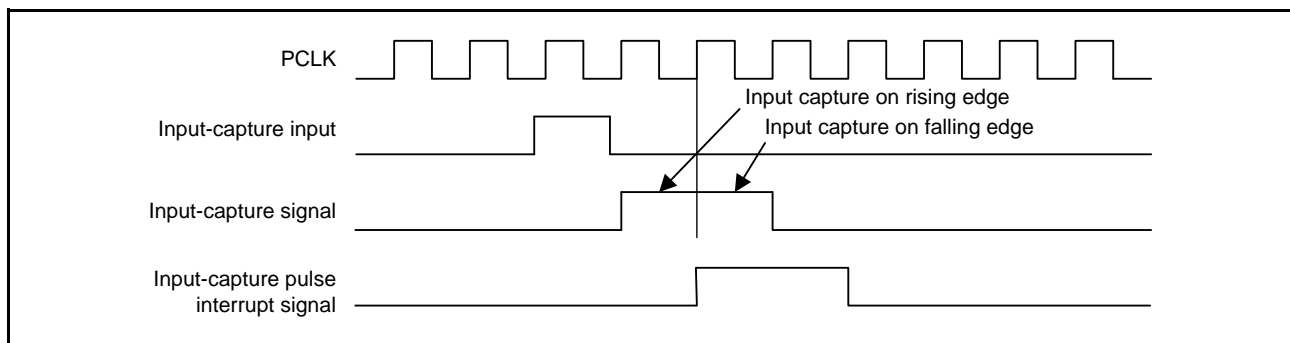 PCLK
Input capture on rising edge
Input-capture input
Input capture on falling edge
Input-capture signal
Input-capture pulse
interrupt signal